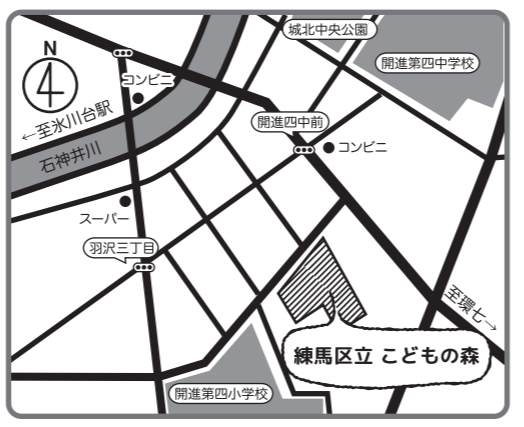 城北中央公園
N
開進第四中学校
コンビニ
←至氷川台駅
開進四中前
コンビニ
石神井川
スーパー
羽沢三丁目
至環七→
練馬区立 こどもの森
開進第四小学校